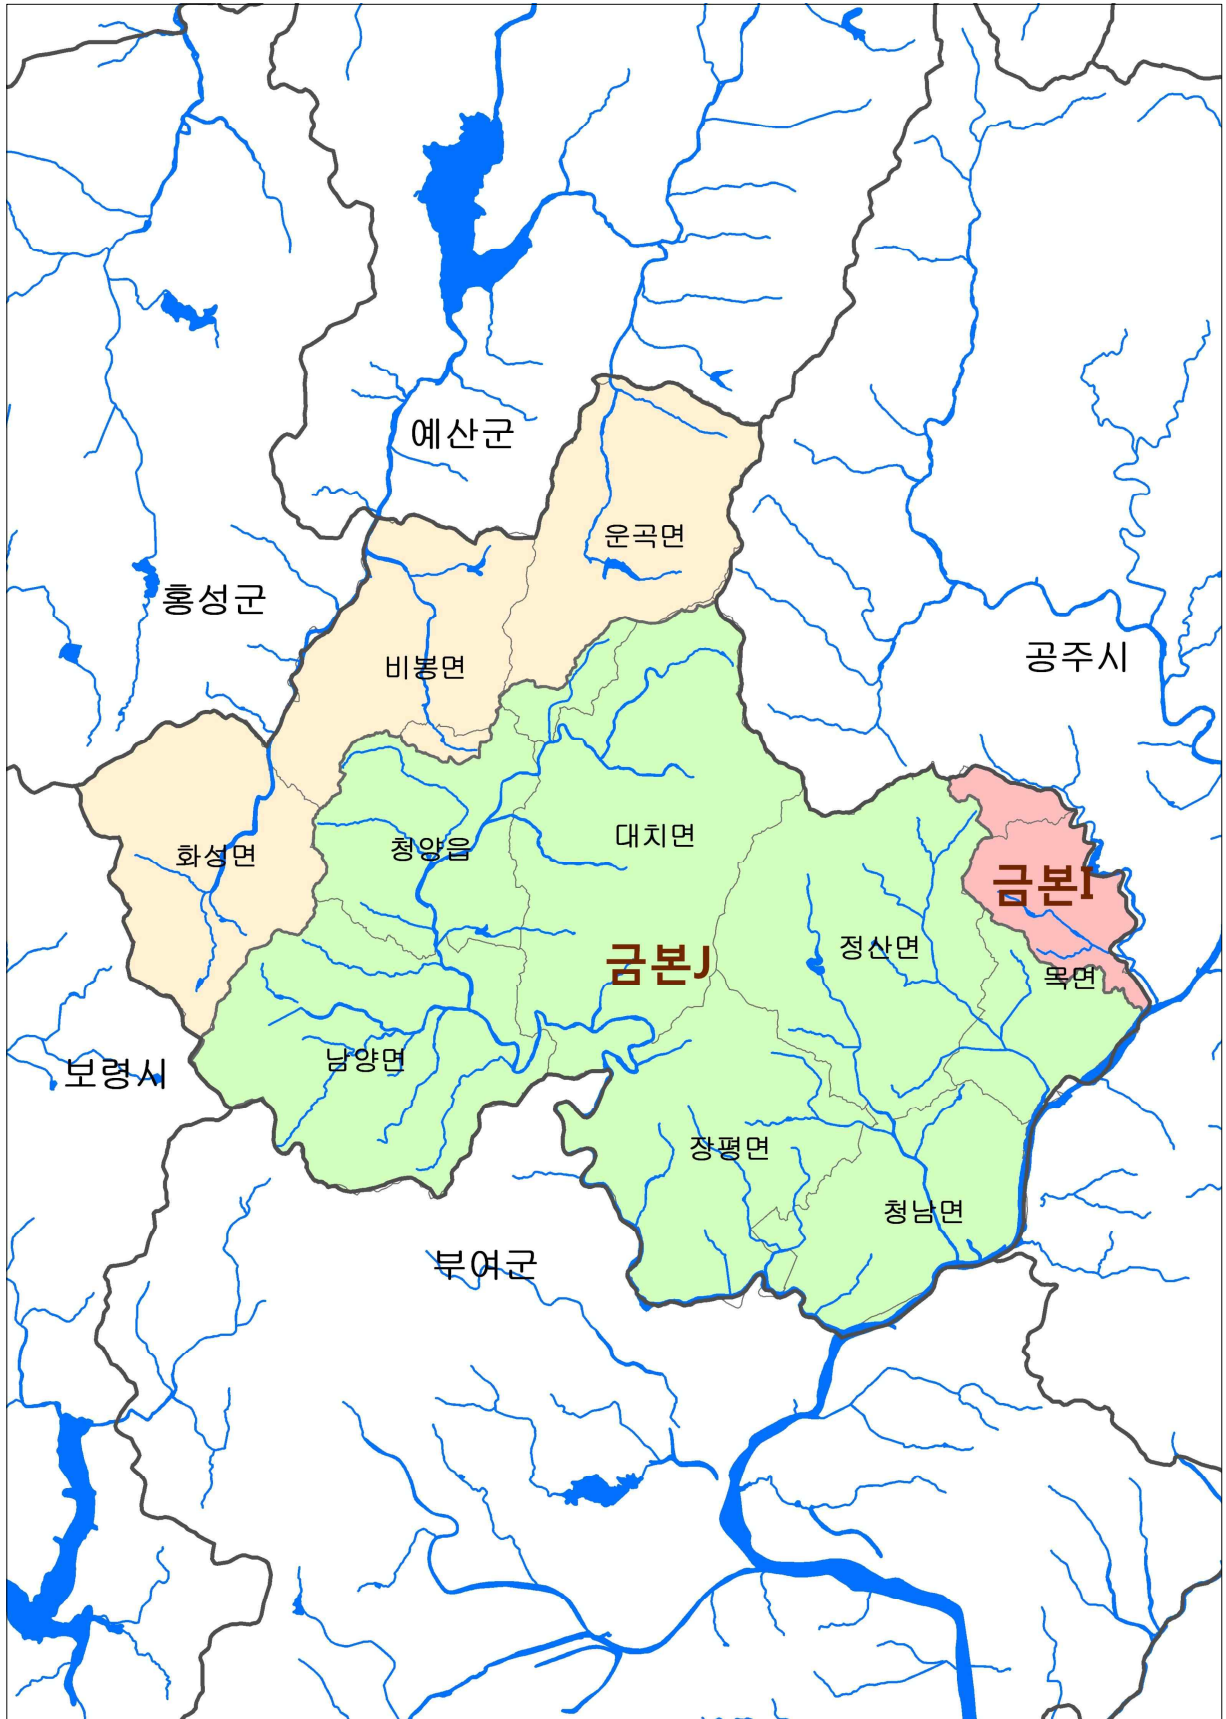 예산군
운곡면
홍성군
공주시
비봉면
대치면
청양읍
화성면
금본I
정산면
금본J
목면
남양면
보령시
장평면
청남면
부여군